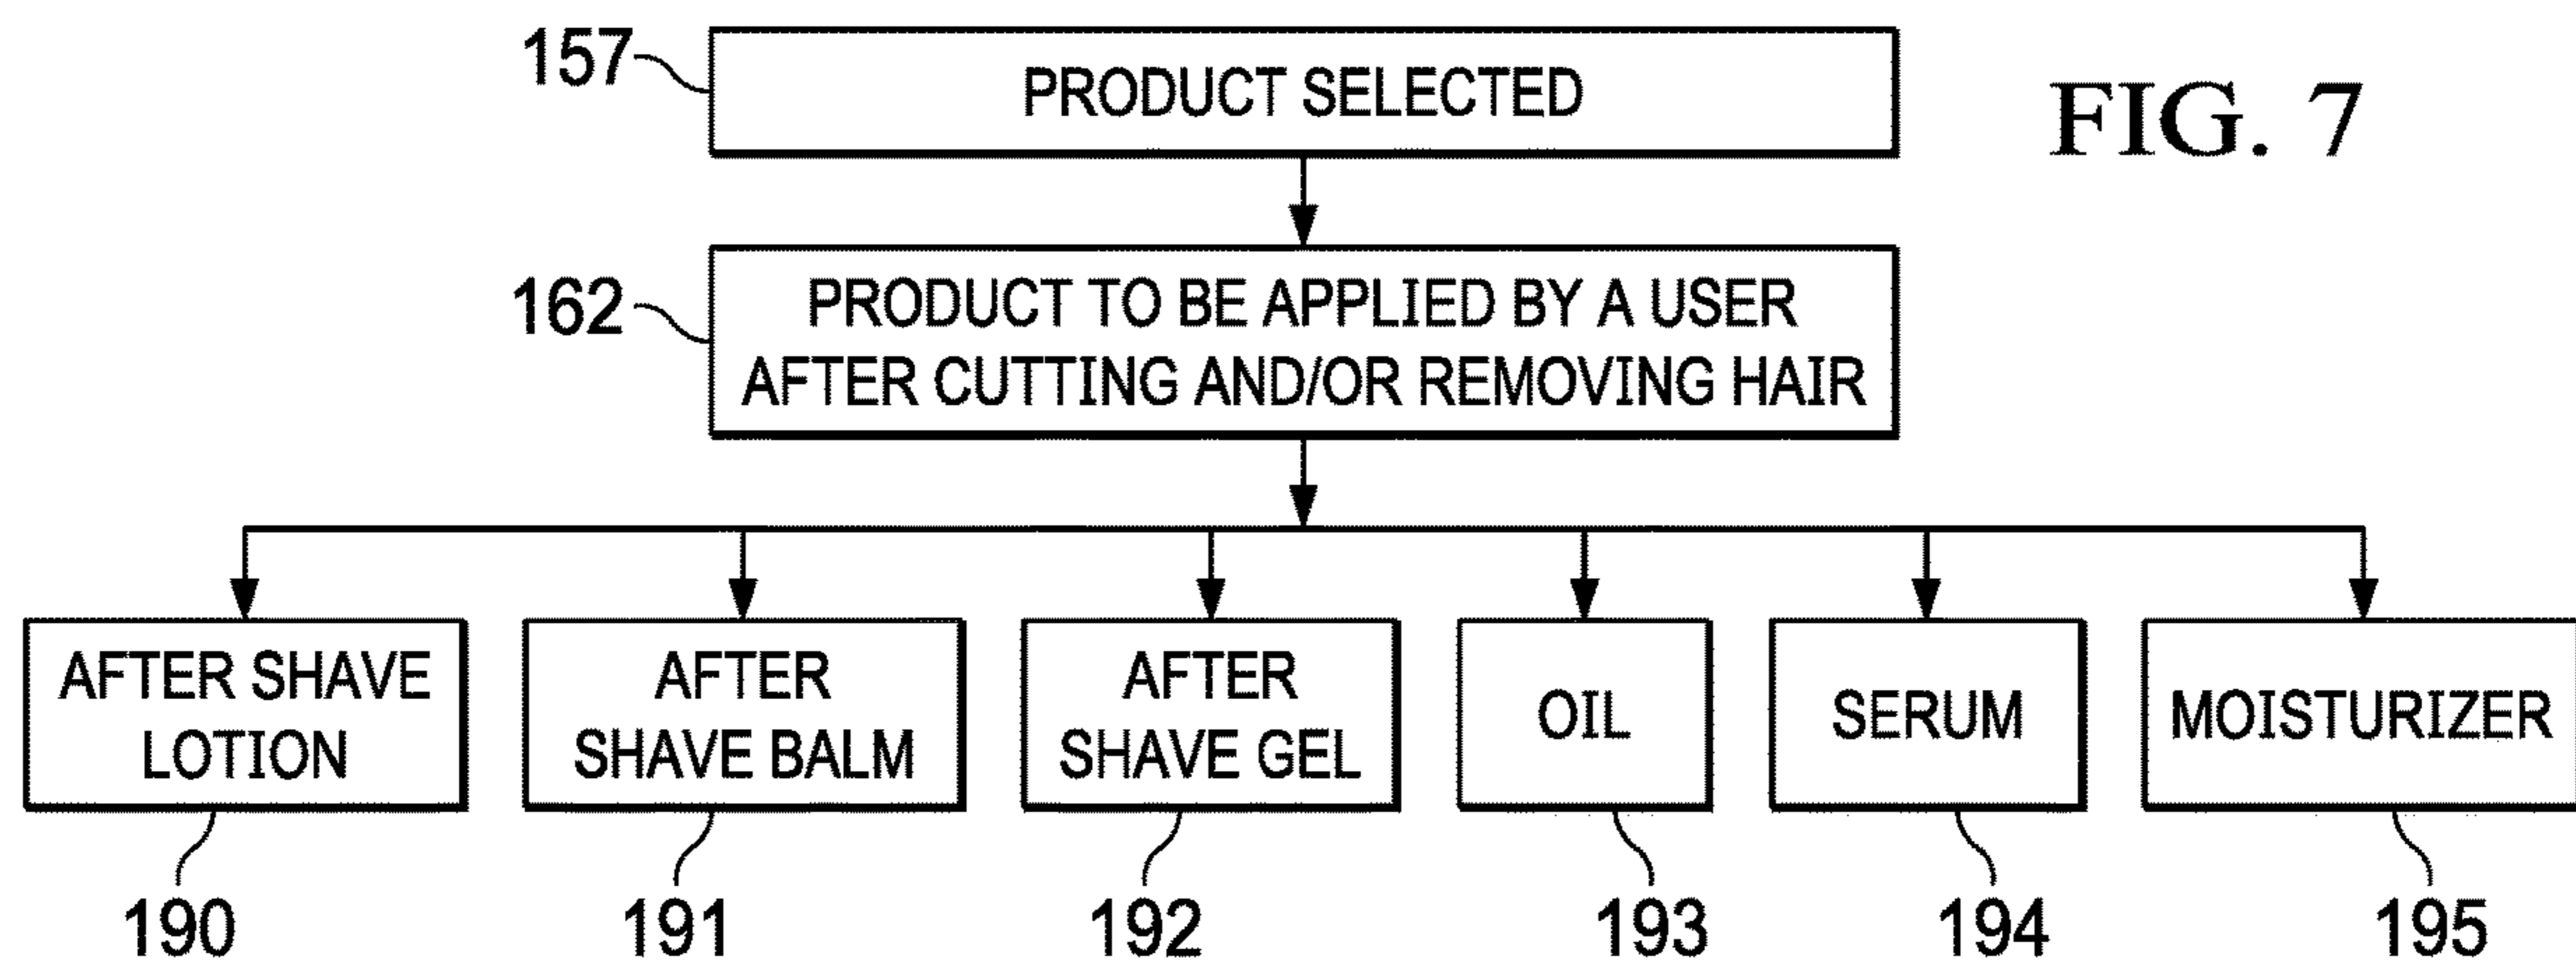 157
PRODUCT SELECTED
FIG. 7
162
PRODUCT TO BE APPLIED BY A USER
AFTER CUTTING AND/OR REMOVING HAIR
AFTER SHAVE
LOTION
AFTER
SHAVE BALM
AFTER
SHAVE GEL
OIL
SERUM
MOISTURIZER
190
191
192
193
194
195